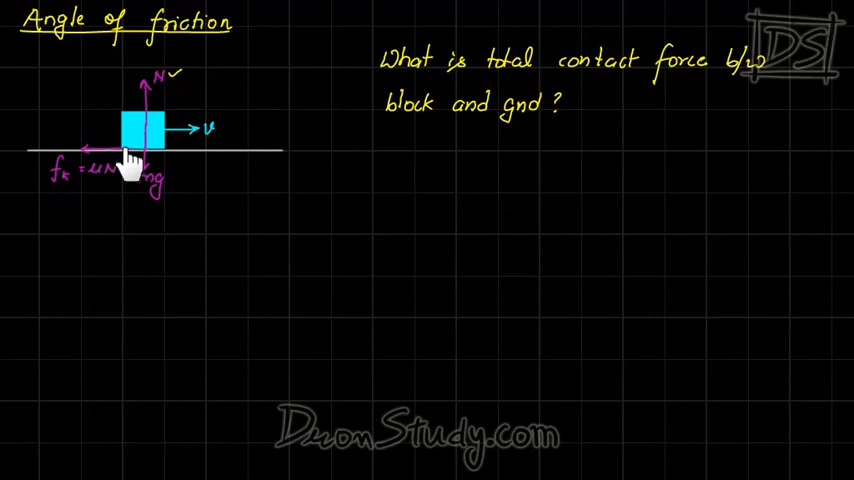 Angle of friction
DS
What is total contact force b/w
block and gnd ?
N✓
v
fk = μN
mg
DronStudy.com